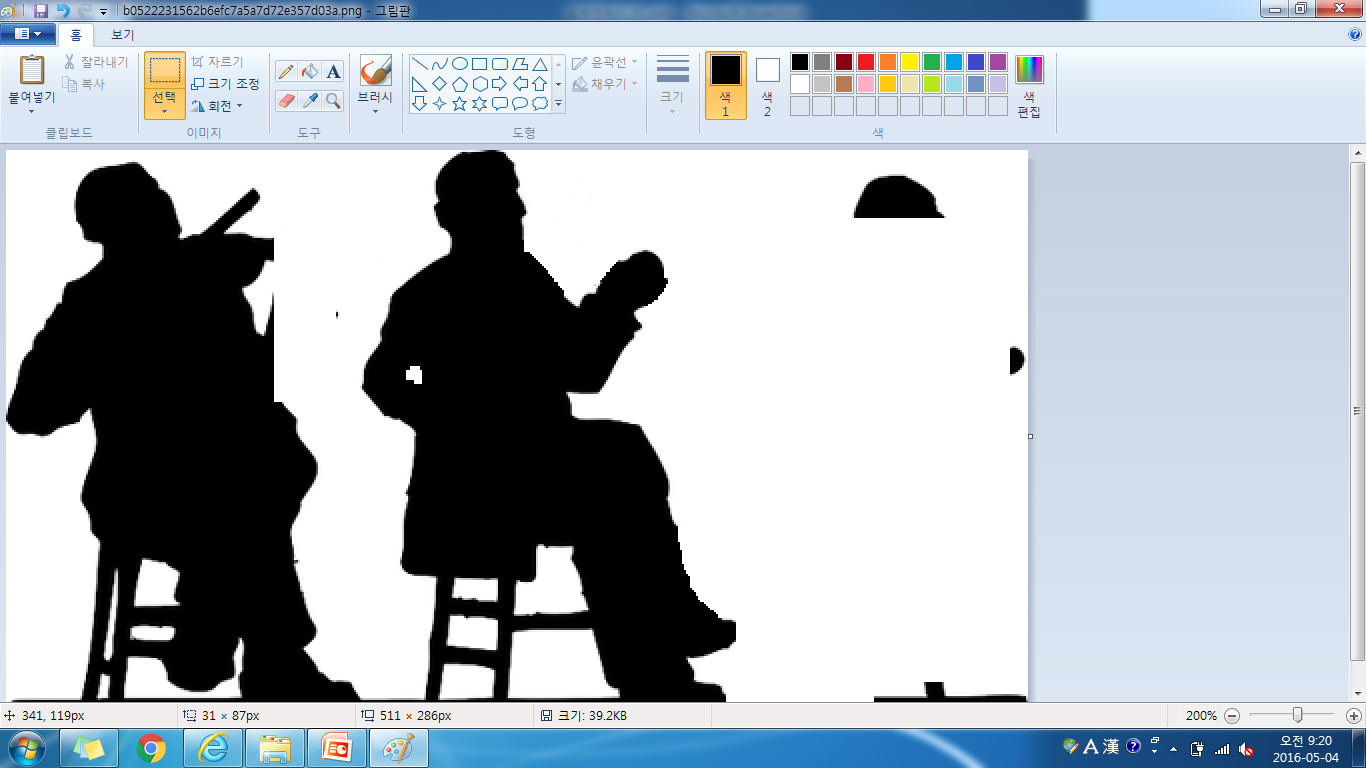 b0522231562b6efc7a5a7d72e357d03a.png - 그림판
홈 보기
붙여넣기
잘라내기
복사
클립보드
선택
자르기
크기 조정
회전
이미지
A
도구
브러시
도형
윤곽선
채우기
크기
색 1
색 2
색 편집
색
341, 119px
31 × 87px
511 × 286px
크기: 39.2KB
200%
A 漢
오전 9:20
2016-05-04